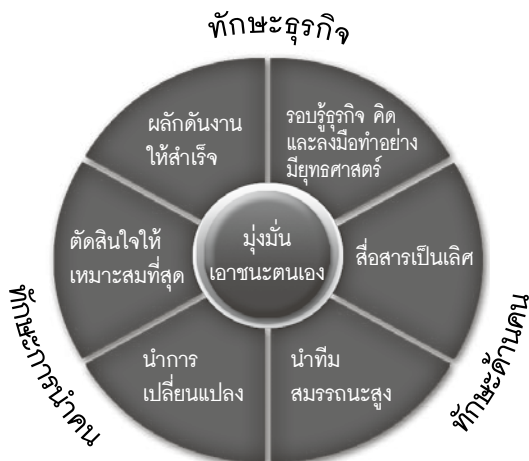 ทักษะธุรกิจ
ผลักดันงาน
ให้สำเร็จ
รอบรู้ธุรกิจ คิด
และลงมือทำอย่าง
มียุทธศาสตร์
ตัดสินใจให้
เหมาะสมที่สุด
มุ่งมั่น
เอาชนะตนเอง
สื่อสารเป็นเลิศ
นำการ
เปลี่ยนแปลง
นำทีม
สมรรถนะสูง
ทักษะการนำคน
ทักษะด้านคน